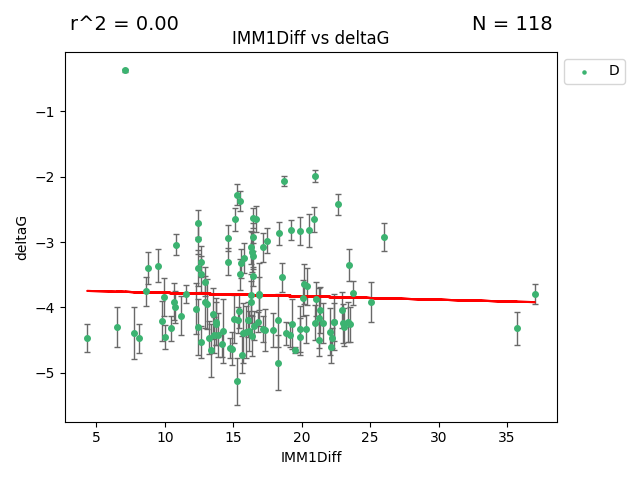 r^2 = 0.00
N = 118
IMM1Diff vs deltaG
D
−1
−2
−3
−4
−5
deltaG
5 10 15 20 25 30 35
IMM1Diff